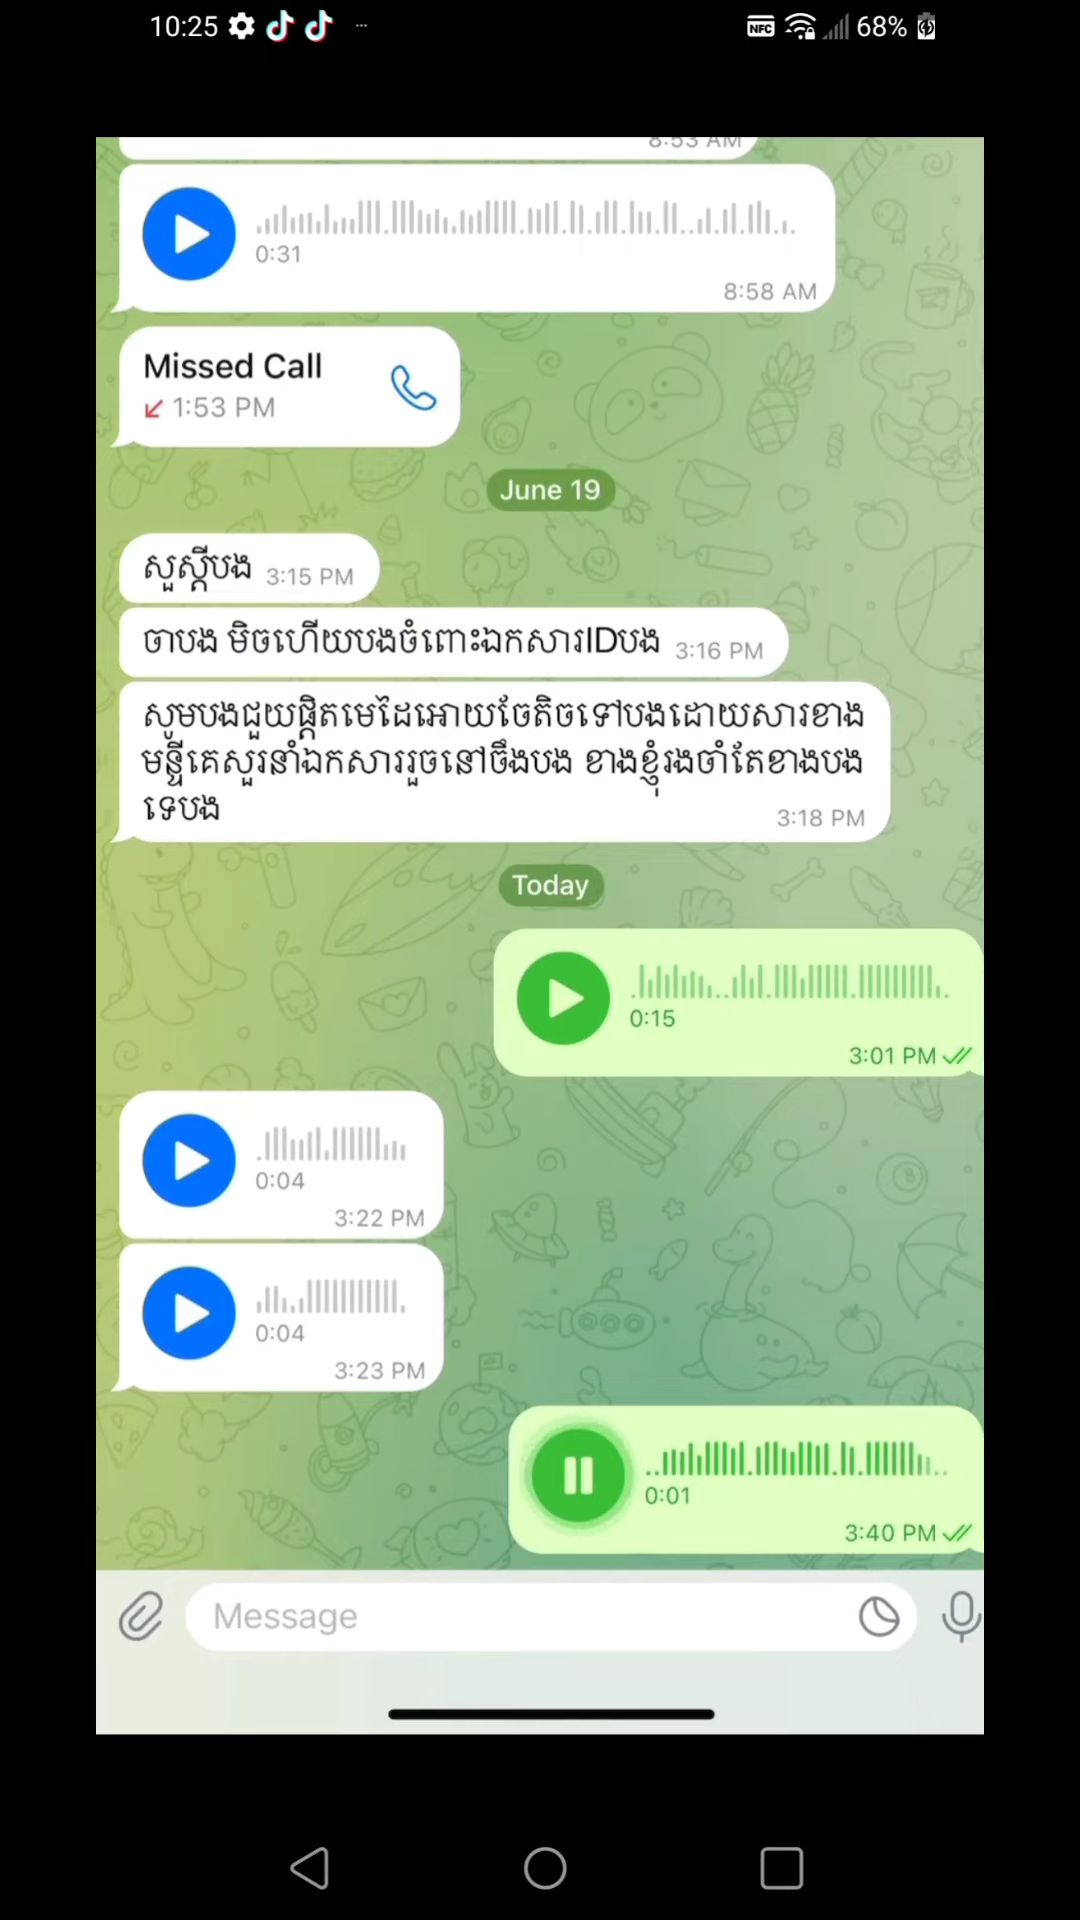 10:25
NFC
68%
8:53 AM
0:31
8:58 AM
Missed Call
1:53 PM
June 19
សួស្ដីបង 3:15 PM
ចាបង មិចហើយបងចំពោះឯកសារIDបង 3:16 PM
សូមបងជួយផ្ដិតមេដៃអោយចែតិចទៅបងដោយសារខាង
មន្ទីគេសួរនាំឯកសាររួចនៅចឹងបង ខាងខ្ញុំរងចាំតែខាងបង
ទេបង
3:18 PM
Today
0:15
3:01 PM
0:04
3:22 PM
0:04
3:23 PM
0:01
3:40 PM
Message